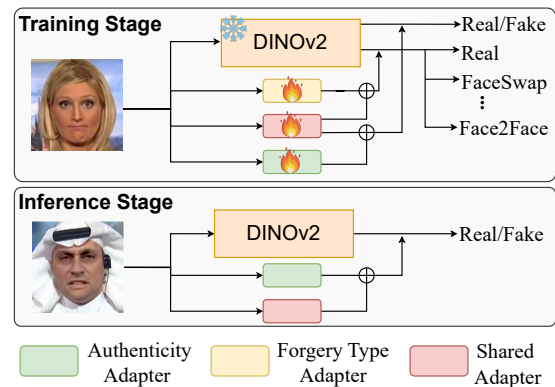 Training Stage
DINOv2
Real/Fake
Real
FaceSwap
⋮
Face2Face
Inference Stage
DINOv2
Real/Fake
Authenticity
Adapter
Forgery Type
Adapter
Shared
Adapter